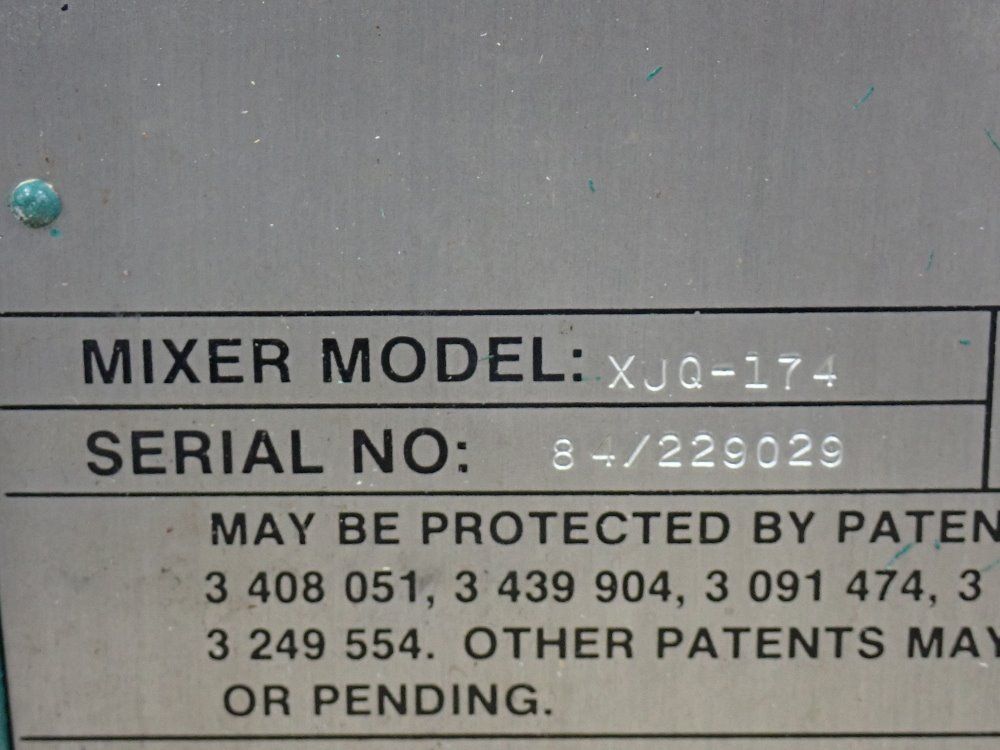 MIXER MODEL: XJQ-174
SERIAL NO: 84/229029
MAY BE PROTECTED BY PATEN
3 408 051, 3 439 904, 3 091 474, 3
3 249 554. OTHER PATENTS MAY
OR PENDING.